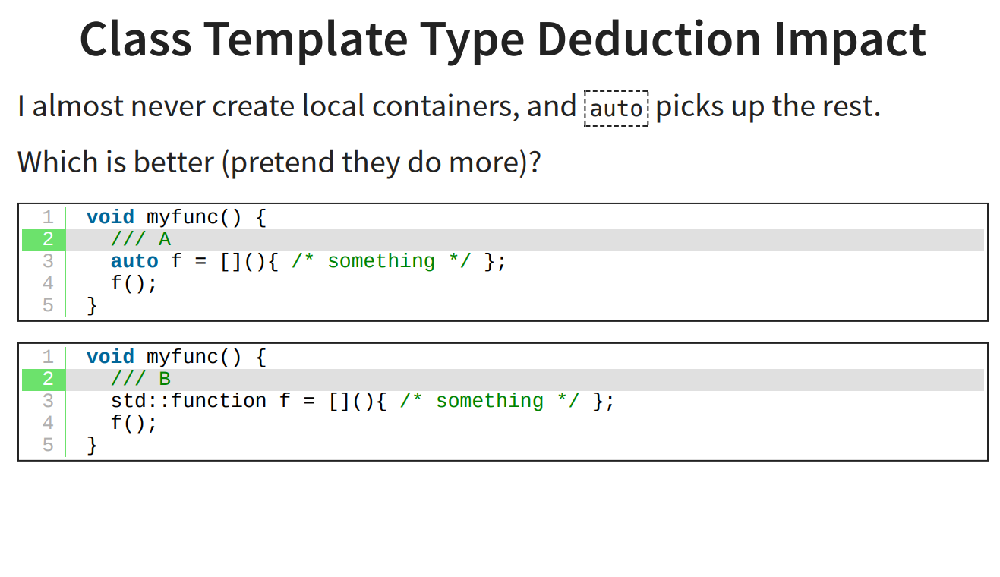 Class Template Type Deduction Impact
I almost never create local containers, and auto picks up the rest.
Which is better (pretend they do more)?
1 void myfunc() {
2   /// A
3   auto f = [](){ /* something */ };
4   f();
5 }
1 void myfunc() {
2   /// B
3   std::function f = [](){ /* something */ };
4   f();
5 }